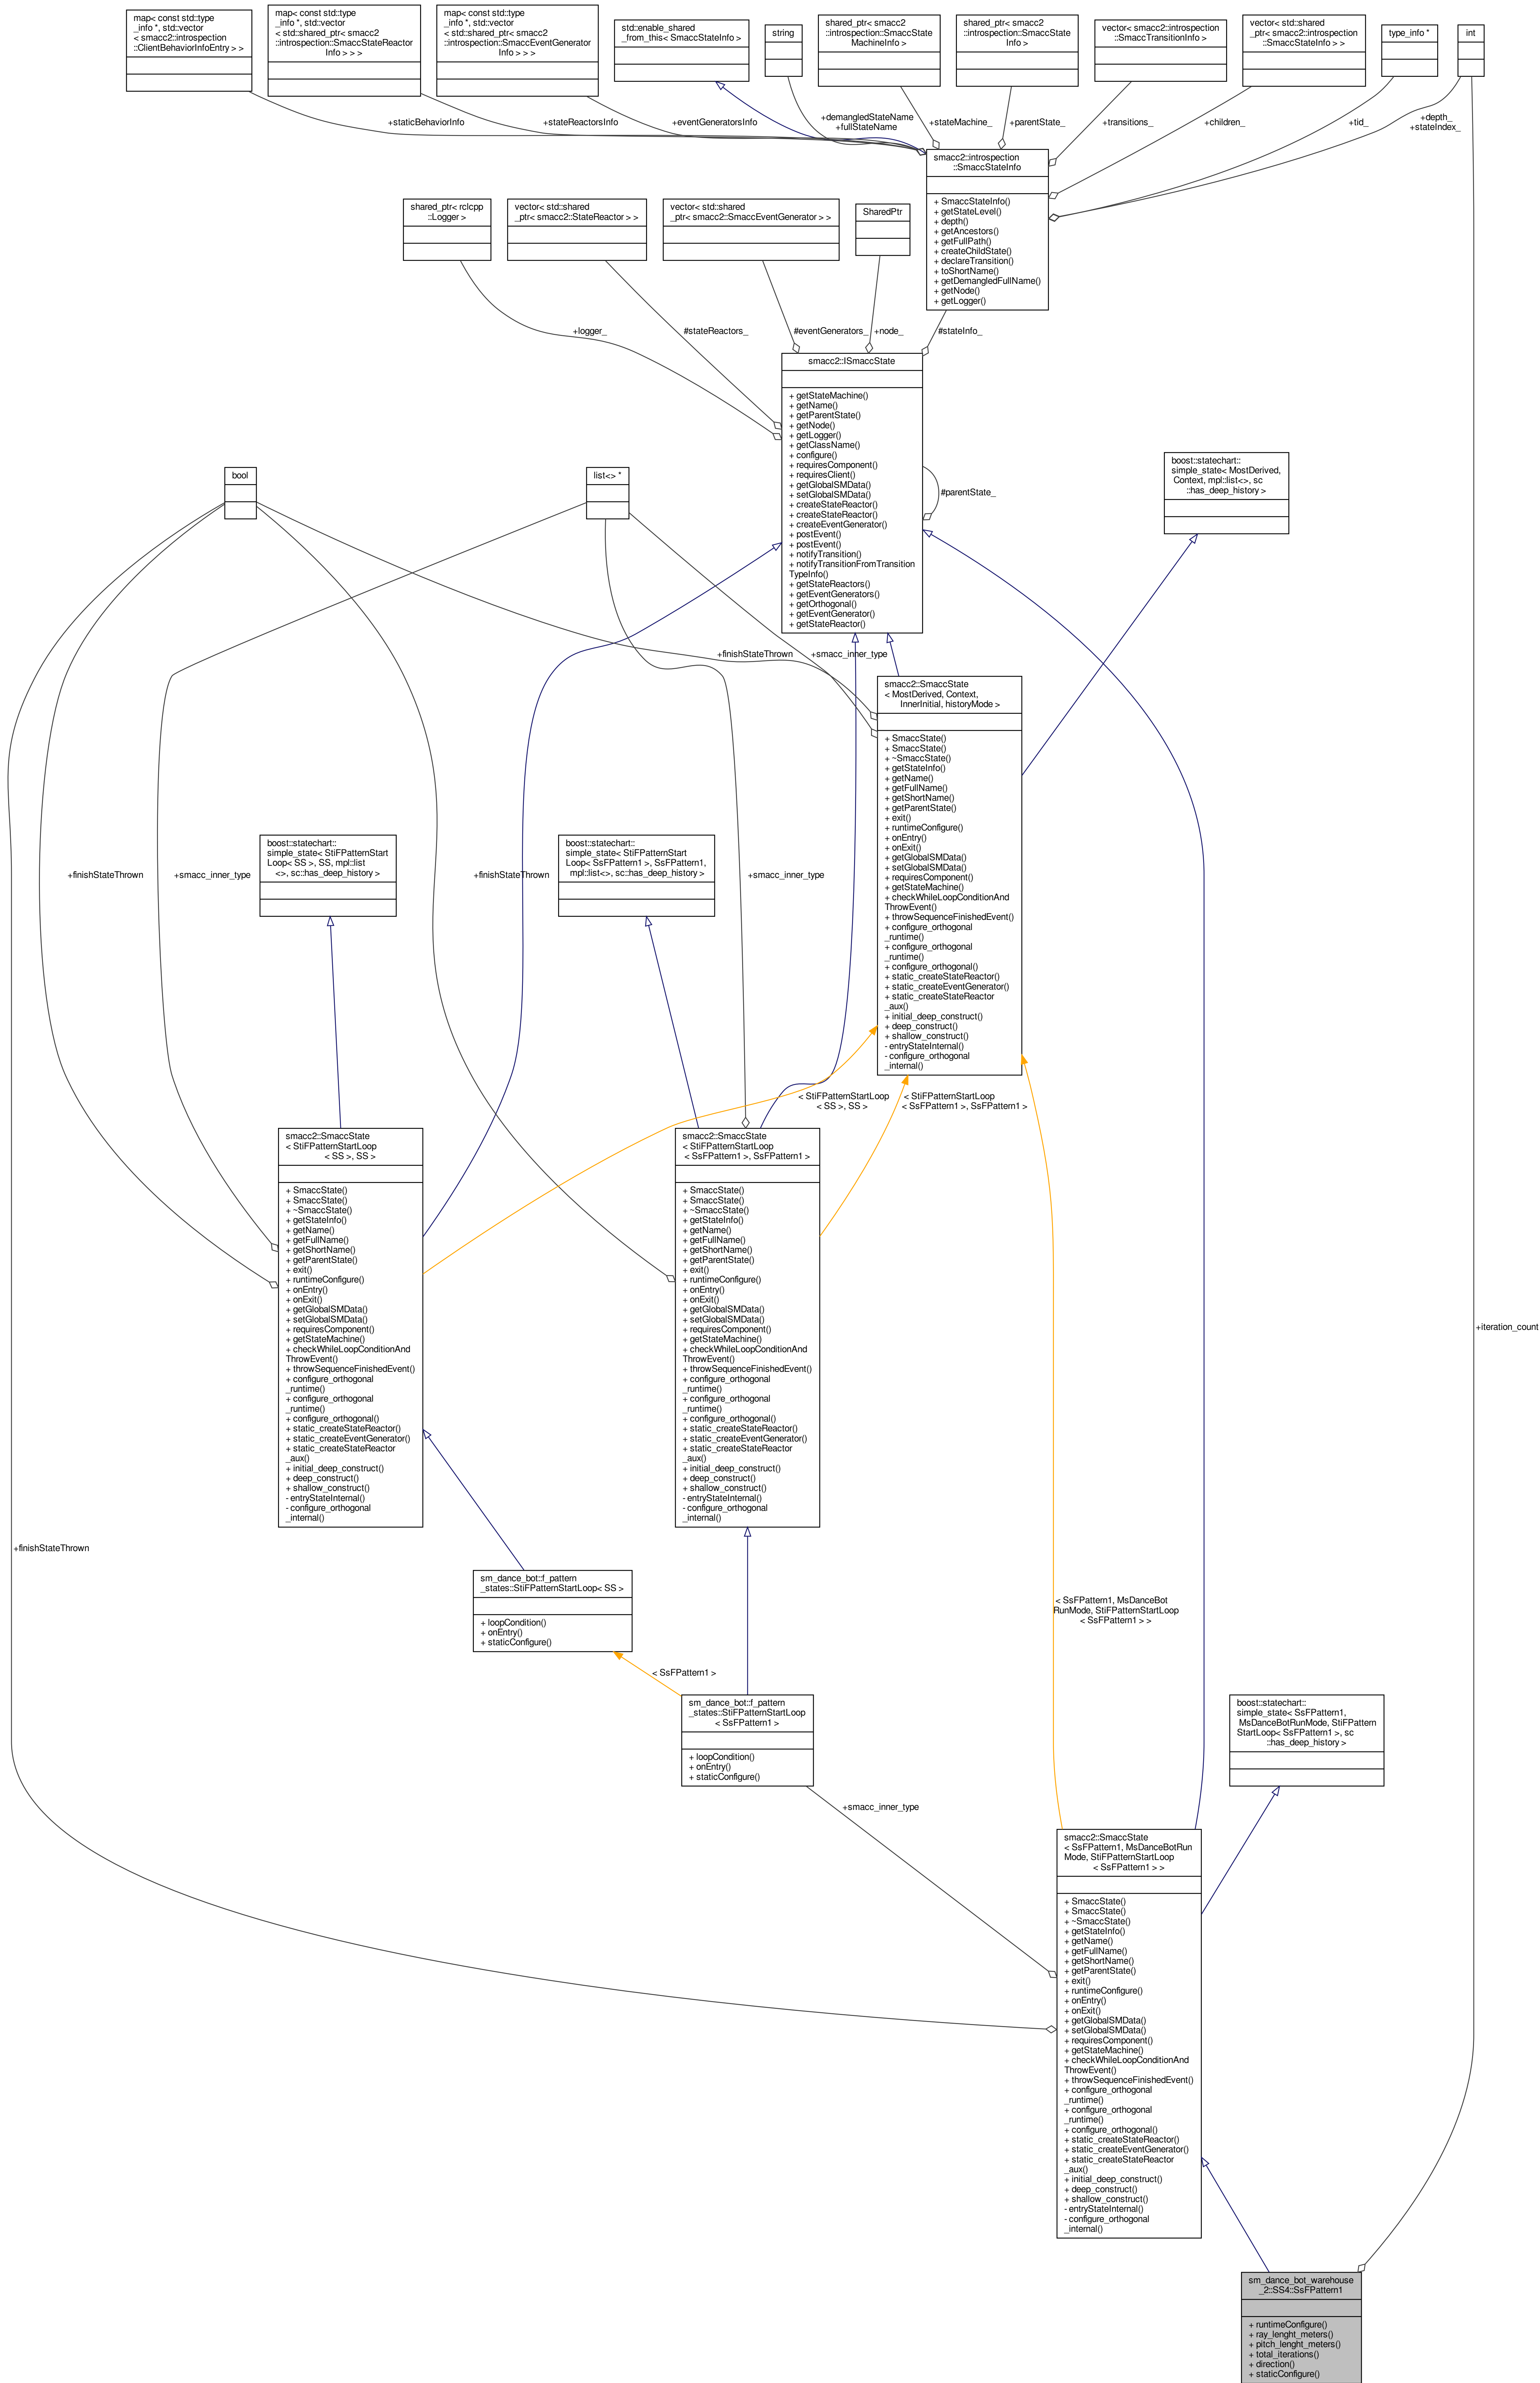 map< const std::type
_info *, std::vector
< smacc2::introspection
::ClientBehaviorInfoEntry > >
map< const std::type
_info *, std::vector
< std::shared_ptr< smacc2
::introspection::SmaccStateReactor
Info > > >
map< const std::type
_info *, std::vector
< std::shared_ptr< smacc2
::introspection::SmaccEventGenerator
Info > > >
std::enable_shared
_from_this< SmaccStateInfo >
string
shared_ptr< smacc2
::introspection::SmaccState
MachineInfo >
shared_ptr< smacc2
::introspection::SmaccState
Info >
vector< smacc2::introspection
::SmaccTransitionInfo >
vector< std::shared
_ptr< smacc2::introspection
::SmaccStateInfo > >
type_info *
int
+staticBehaviorInfo
+stateReactorsInfo
+eventGeneratorsInfo
+demangledStateName
+fullStateName
+stateMachine_
+parentState_
+transitions_
+children_
+tid_
+depth_
+stateIndex_
smacc2::introspection
::SmaccStateInfo
+ SmaccStateInfo()
+ getStateLevel()
+ depth()
+ getAncestors()
+ getFullPath()
+ createChildState()
+ declareTransition()
+ toShortName()
+ getDemangledFullName()
+ getNode()
+ getLogger()
shared_ptr< rclcpp
::Logger >
vector< std::shared
_ptr< smacc2::StateReactor > >
vector< std::shared
_ptr< smacc2::SmaccEventGenerator > >
SharedPtr
+logger_
#stateReactors_
#eventGenerators_
+node_
#stateInfo_
smacc2::ISmaccState
+ getStateMachine()
+ getName()
+ getParentState()
+ getNode()
+ getLogger()
+ getClassName()
+ configure()
+ requiresComponent()
+ requiresClient()
+ getGlobalSMData()
+ setGlobalSMData()
+ createStateReactor()
+ createStateReactor()
+ createEventGenerator()
+ postEvent()
+ postEvent()
+ notifyTransition()
+ notifyTransitionFromTransition
TypeInfo()
+ getStateReactors()
+ getEventGenerators()
+ getOrthogonal()
+ getEventGenerator()
+ getStateReactor()
#parentState_
bool
list<> *
boost::statechart::
simple_state< MostDerived,
Context, mpl::list<>, sc
::has_deep_history >
+finishStateThrown
+smacc_inner_type
smacc2::SmaccState
< MostDerived, Context,
InnerInitial, historyMode >
+ SmaccState()
+ SmaccState()
+ ~SmaccState()
+ getStateInfo()
+ getName()
+ getFullName()
+ getShortName()
+ getParentState()
+ exit()
+ runtimeConfigure()
+ onEntry()
+ onExit()
+ getGlobalSMData()
+ setGlobalSMData()
+ requiresComponent()
+ getStateMachine()
+ checkWhileLoopConditionAnd
ThrowEvent()
+ throwSequenceFinishedEvent()
+ configure_orthogonal
_runtime()
+ configure_orthogonal
_runtime()
+ configure_orthogonal()
+ static_createStateReactor()
+ static_createEventGenerator()
+ static_createStateReactor
_aux()
+ initial_deep_construct()
+ deep_construct()
+ shallow_construct()
- entryStateInternal()
- configure_orthogonal
_internal()
boost::statechart::
simple_state< StiFPatternStart
Loop< SS >, SS, mpl::list
<>, sc::has_deep_history >
boost::statechart::
simple_state< StiFPatternStart
Loop< SsFPattern1 >, SsFPattern1,
mpl::list<>, sc::has_deep_history >
+finishStateThrown
+smacc_inner_type
+finishStateThrown
+smacc_inner_type
< StiFPatternStartLoop
< SS >, SS >
< StiFPatternStartLoop
< SsFPattern1 >, SsFPattern1 >
smacc2::SmaccState
< StiFPatternStartLoop
< SS >, SS >
+ SmaccState()
+ SmaccState()
+ ~SmaccState()
+ getStateInfo()
+ getName()
+ getFullName()
+ getShortName()
+ getParentState()
+ exit()
+ runtimeConfigure()
+ onEntry()
+ onExit()
+ getGlobalSMData()
+ setGlobalSMData()
+ requiresComponent()
+ getStateMachine()
+ checkWhileLoopConditionAnd
ThrowEvent()
+ throwSequenceFinishedEvent()
+ configure_orthogonal
_runtime()
+ configure_orthogonal
_runtime()
+ configure_orthogonal()
+ static_createStateReactor()
+ static_createEventGenerator()
+ static_createStateReactor
_aux()
+ initial_deep_construct()
+ deep_construct()
+ shallow_construct()
- entryStateInternal()
- configure_orthogonal
_internal()
smacc2::SmaccState
< StiFPatternStartLoop
< SsFPattern1 >, SsFPattern1 >
+ SmaccState()
+ SmaccState()
+ ~SmaccState()
+ getStateInfo()
+ getName()
+ getFullName()
+ getShortName()
+ getParentState()
+ exit()
+ runtimeConfigure()
+ onEntry()
+ onExit()
+ getGlobalSMData()
+ setGlobalSMData()
+ requiresComponent()
+ getStateMachine()
+ checkWhileLoopConditionAnd
ThrowEvent()
+ throwSequenceFinishedEvent()
+ configure_orthogonal
_runtime()
+ configure_orthogonal
_runtime()
+ configure_orthogonal()
+ static_createStateReactor()
+ static_createEventGenerator()
+ static_createStateReactor
_aux()
+ initial_deep_construct()
+ deep_construct()
+ shallow_construct()
- entryStateInternal()
- configure_orthogonal
_internal()
+iteration_count
+finishStateThrown
sm_dance_bot::f_pattern
_states::StiFPatternStartLoop< SS >
+ loopCondition()
+ onEntry()
+ staticConfigure()
< SsFPattern1, MsDanceBot
RunMode, StiFPatternStartLoop
< SsFPattern1 > >
< SsFPattern1 >
sm_dance_bot::f_pattern
_states::StiFPatternStartLoop
< SsFPattern1 >
+ loopCondition()
+ onEntry()
+ staticConfigure()
boost::statechart::
simple_state< SsFPattern1,
MsDanceBotRunMode, StiFPattern
StartLoop< SsFPattern1 >, sc
::has_deep_history >
+smacc_inner_type
smacc2::SmaccState
< SsFPattern1, MsDanceBotRun
Mode, StiFPatternStartLoop
< SsFPattern1 > >
+ SmaccState()
+ SmaccState()
+ ~SmaccState()
+ getStateInfo()
+ getName()
+ getFullName()
+ getShortName()
+ getParentState()
+ exit()
+ runtimeConfigure()
+ onEntry()
+ onExit()
+ getGlobalSMData()
+ setGlobalSMData()
+ requiresComponent()
+ getStateMachine()
+ checkWhileLoopConditionAnd
ThrowEvent()
+ throwSequenceFinishedEvent()
+ configure_orthogonal
_runtime()
+ configure_orthogonal
_runtime()
+ configure_orthogonal()
+ static_createStateReactor()
+ static_createEventGenerator()
+ static_createStateReactor
_aux()
+ initial_deep_construct()
+ deep_construct()
+ shallow_construct()
- entryStateInternal()
- configure_orthogonal
_internal()
sm_dance_bot_warehouse
_2::SS4::SsFPattern1
+ runtimeConfigure()
+ ray_lenght_meters()
+ pitch_lenght_meters()
+ total_iterations()
+ direction()
+ staticConfigure()